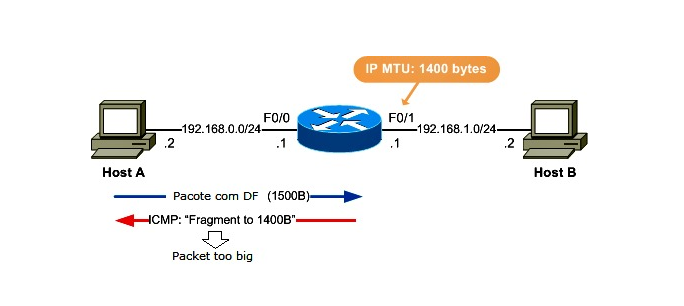 IP MTU: 1400 bytes
192.168.0.0/24
F0/0
F0/1
192.168.1.0/24
.2
.1
.1
.2
Host A
Host B
Pacote com DF (1500B)
ICMP: “Fragment to 1400B”
Packet too big